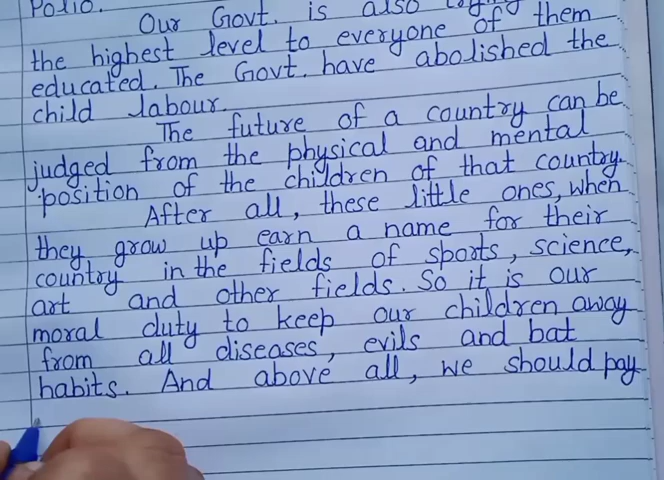 Polio.
Our Govt. is also trying
the highest level to everyone of them
educated. The Govt. have abolished the
child labour.
The future of a country can be
judged from the physical and mental
position of the children of that country.
After all, these little ones, when
they grow up earn a name for their
country in the fields of sports, science,
art and other fields. So it is our
moral duty to keep our children away
from all diseases, evils and bat
habits. And above all, we should pay